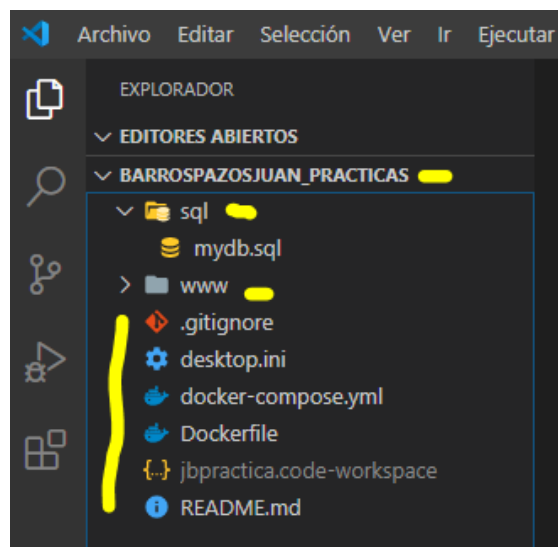 Archivo Editar Selección Ver Ir Ejecutar
EXPLORADOR
EDITORES ABIERTOS
BARROSPAZOSJUAN_PRACTICAS
sql
mydb.sql
www
.gitignore
desktop.ini
docker-compose.yml
Dockerfile
{..} jbpractica.code-workspace
README.md